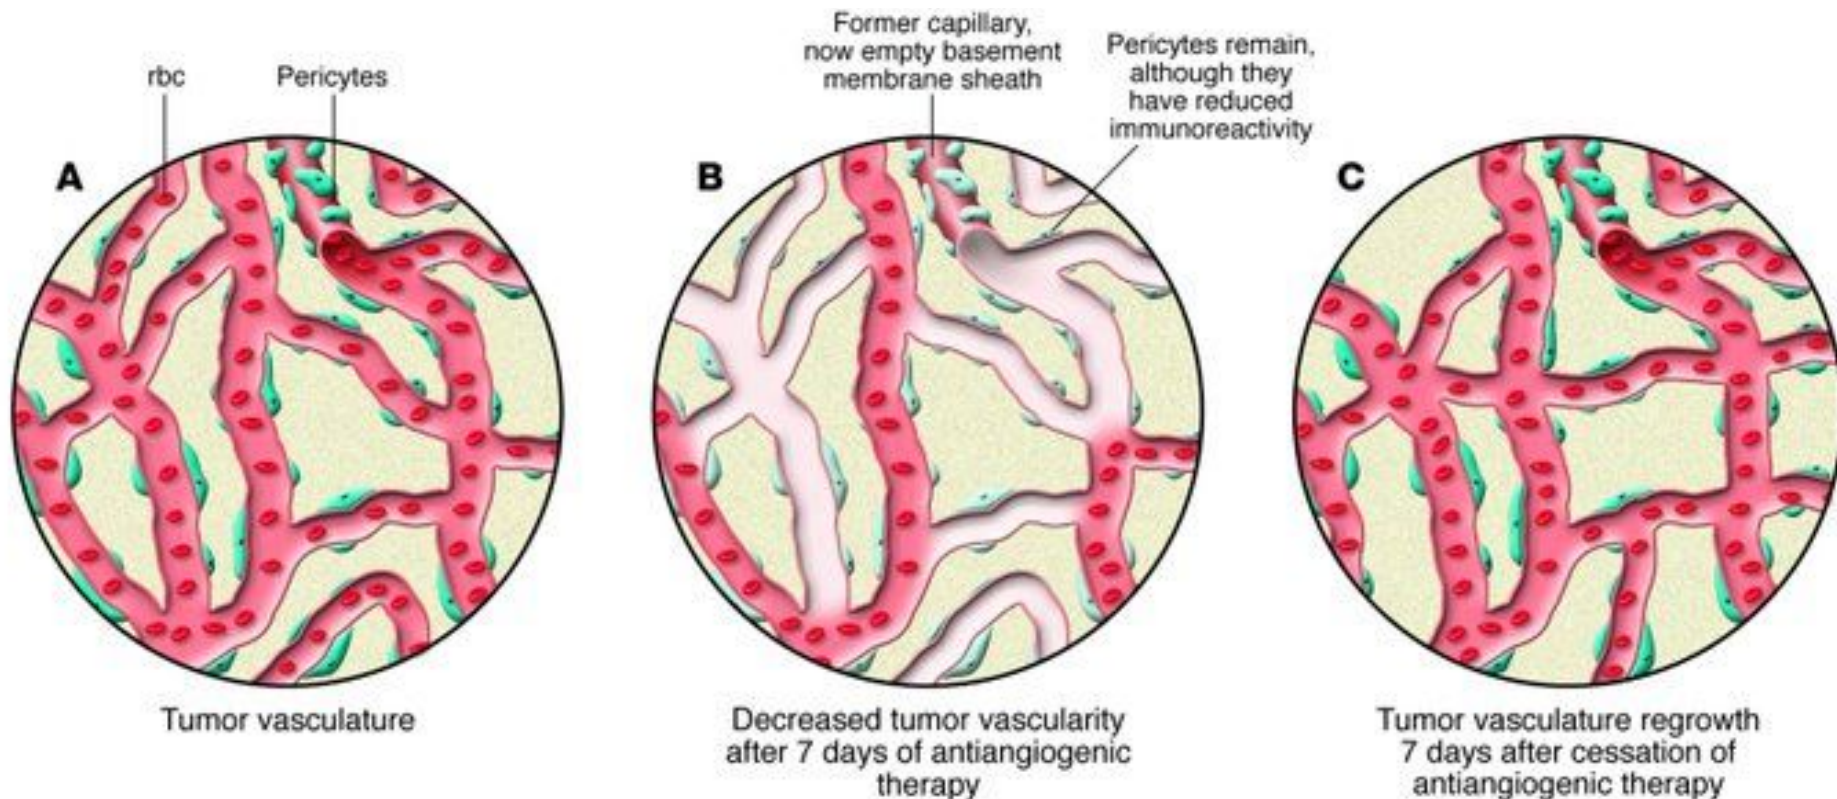 rbc
Pericytes
Former capillary,
now empty basement
membrane sheath
Pericytes remain,
although they
have reduced
immunoreactivity
A
B
C
Tumor vasculature
Decreased tumor vascularity
after 7 days of antiangiogenic
therapy
Tumor vasculature regrowth
7 days after cessation of
antiangiogenic therapy